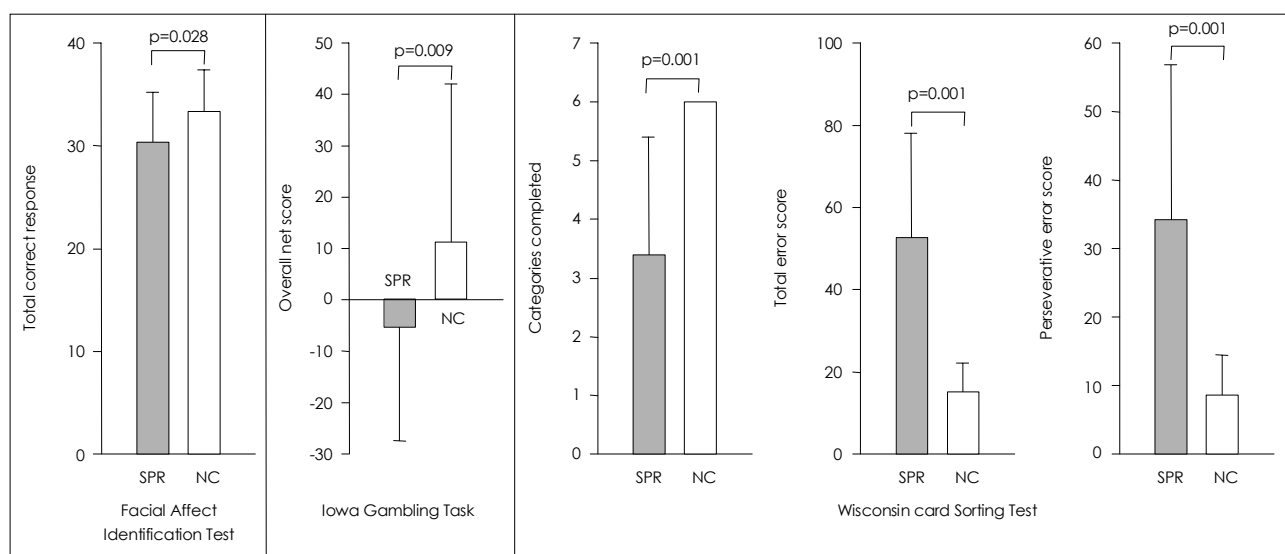 Total correct response
40
30
20
10
0
p=0.028
SPR
NC
Facial Affect
Identification Test
Overall net score
50
40
30
20
10
0
-10
-20
-30
p=0.009
SPR
NC
Iowa Gambling Task
Categories completed
7
6
5
4
3
2
1
0
p=0.001
SPR
NC
Total error score
100
80
60
40
20
0
p=0.001
SPR
NC
Perseverative error score
60
50
40
30
20
10
0
p=0.001
SPR
NC
Wisconsin card Sorting Test